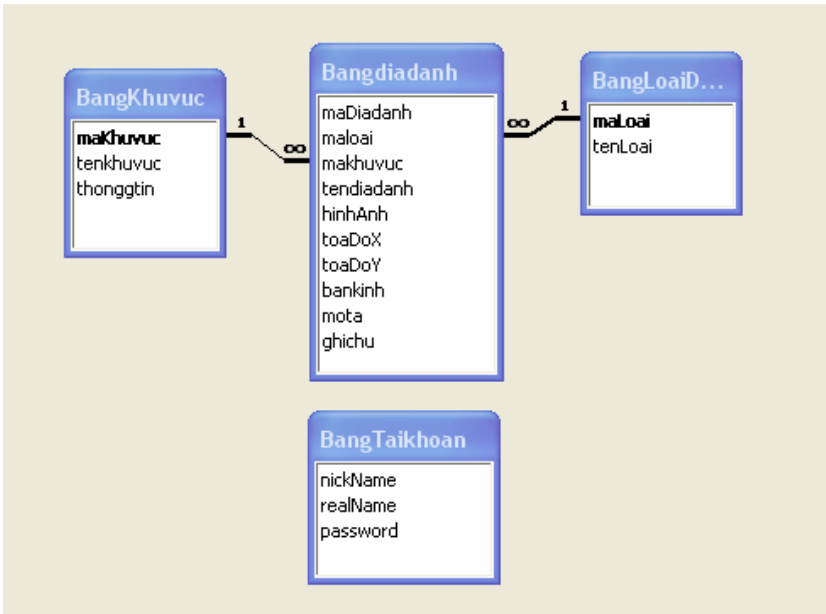 BangKhuvuc
maKhuvuc
tenkhuvuc
thonggtin
1
∞
Bangdiadanh
maDiadanh
maloai
makhuvuc
tendiadanh
hinhAnh
toaDoX
toaDoY
bankinh
mota
ghichu
∞
1
BangLoaiD...
maLoai
tenLoai
BangTaikhoan
nickName
realName
password